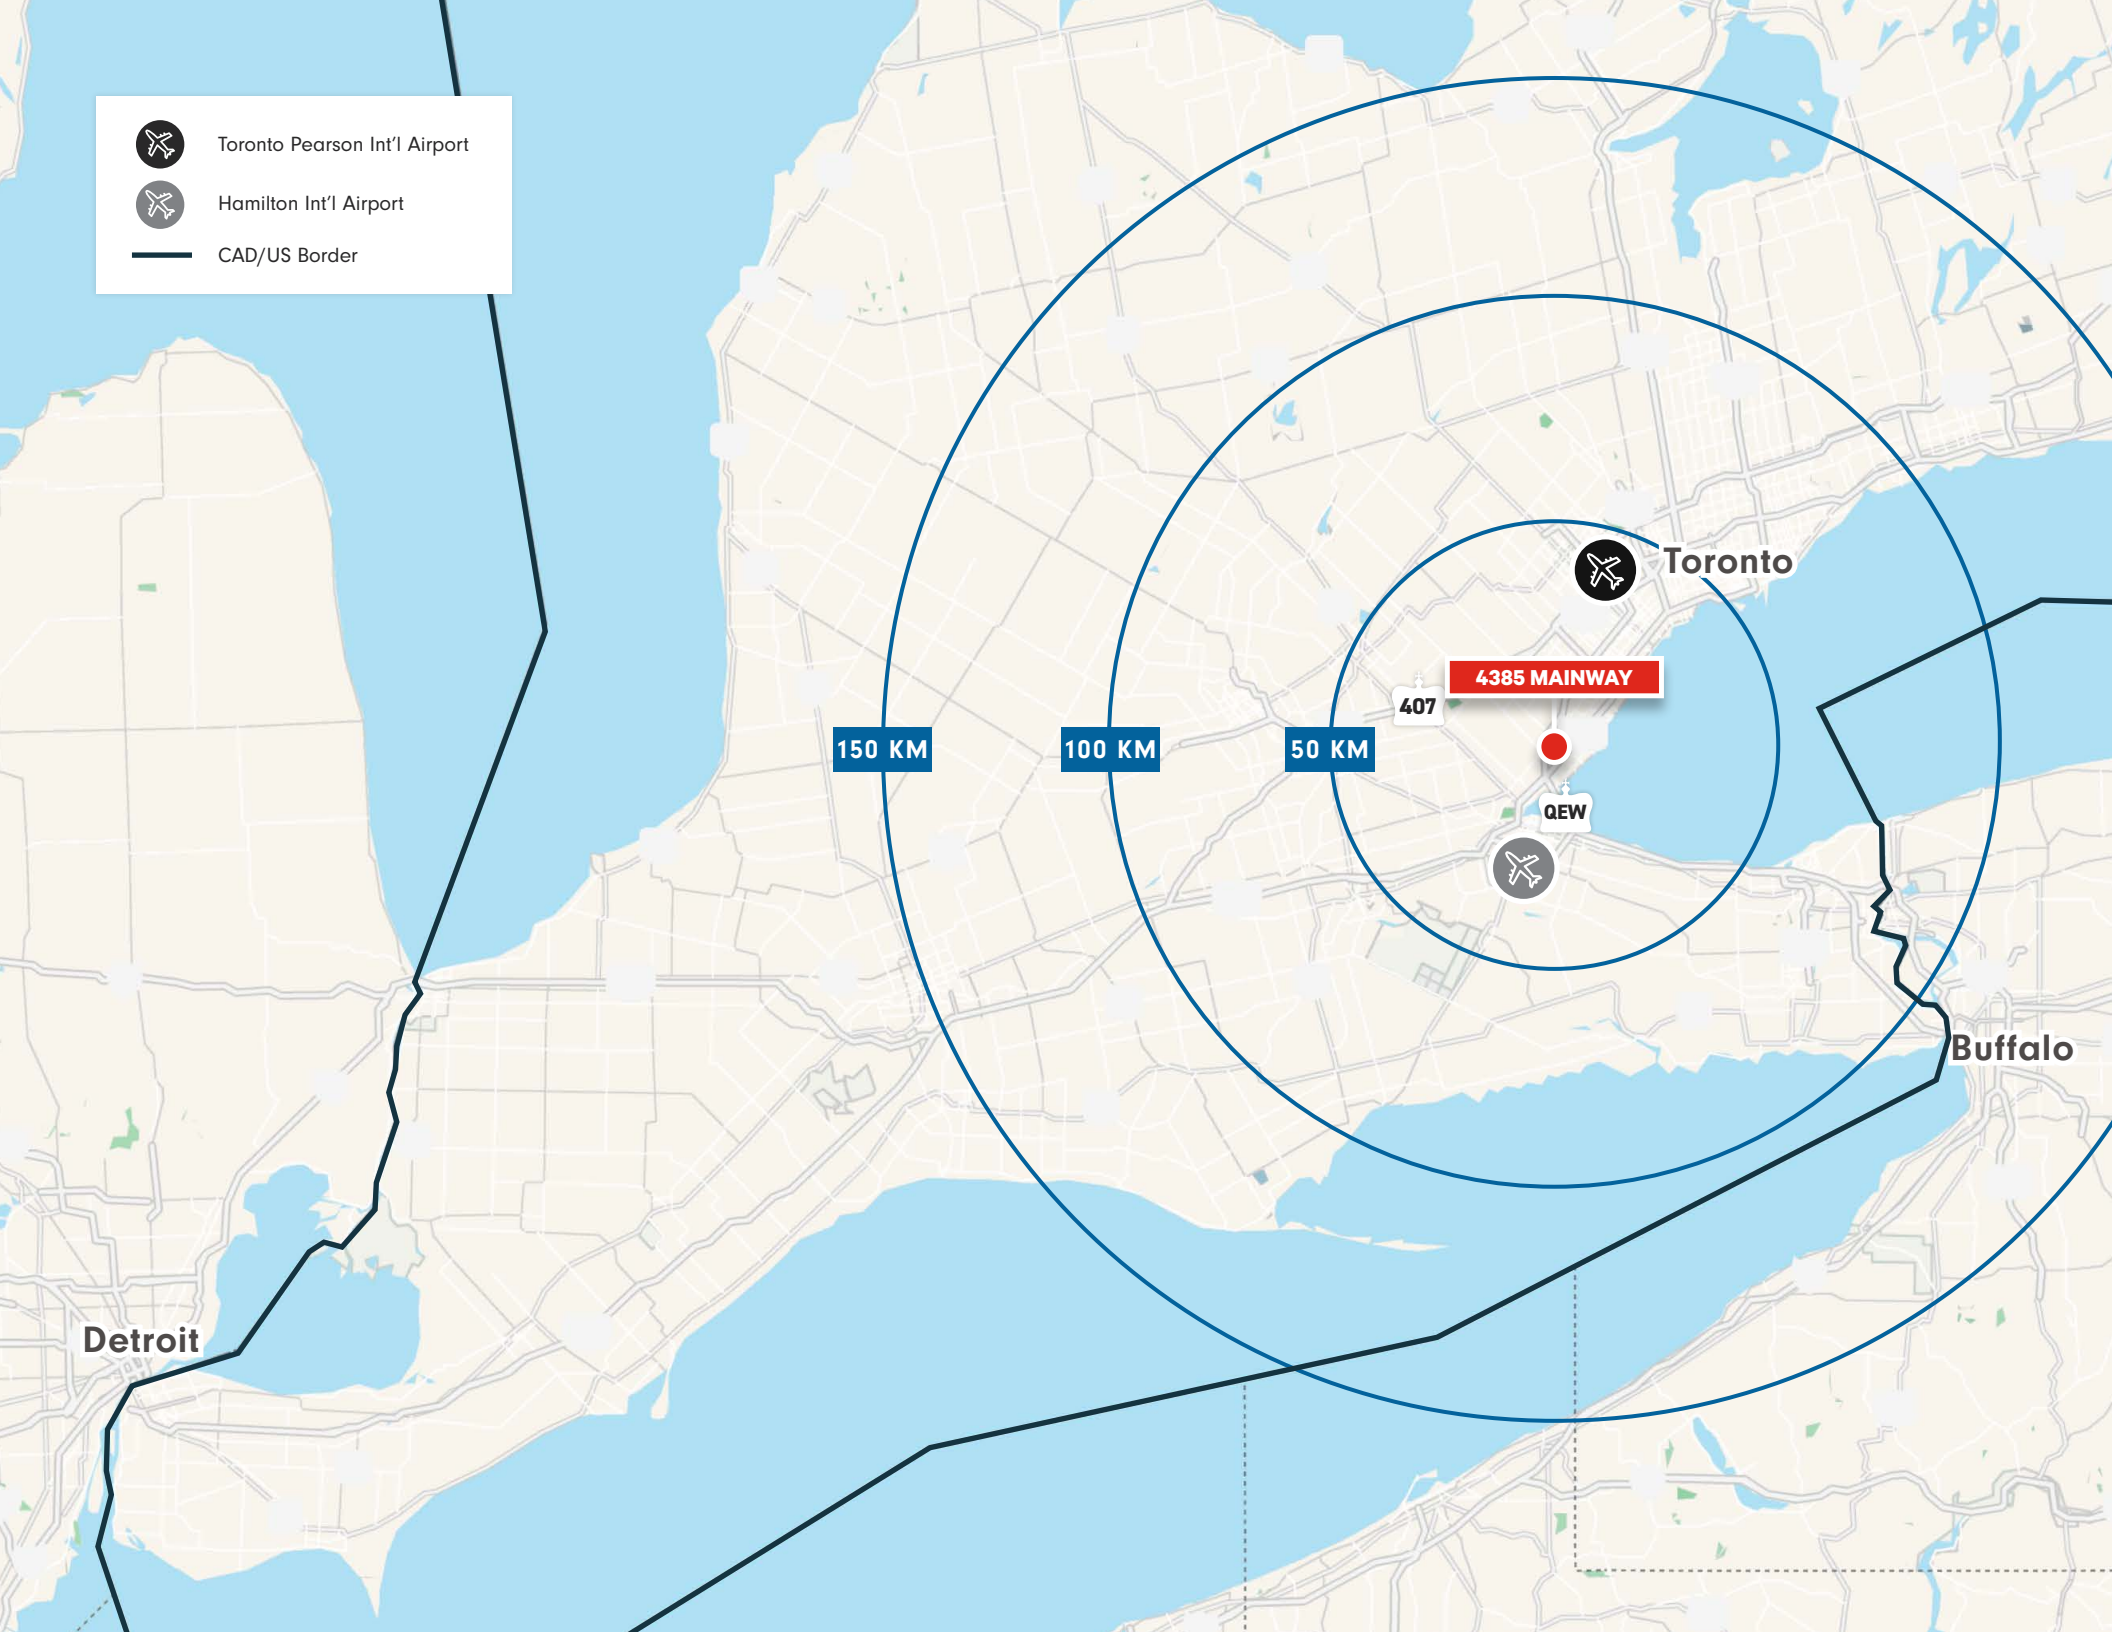 Toronto Pearson Int'l Airport
Hamilton Int'l Airport
CAD/US Border
Toronto
4385 MAINWAY
407
150 KM
100 KM
50 KM
QEW
Buffalo
Detroit